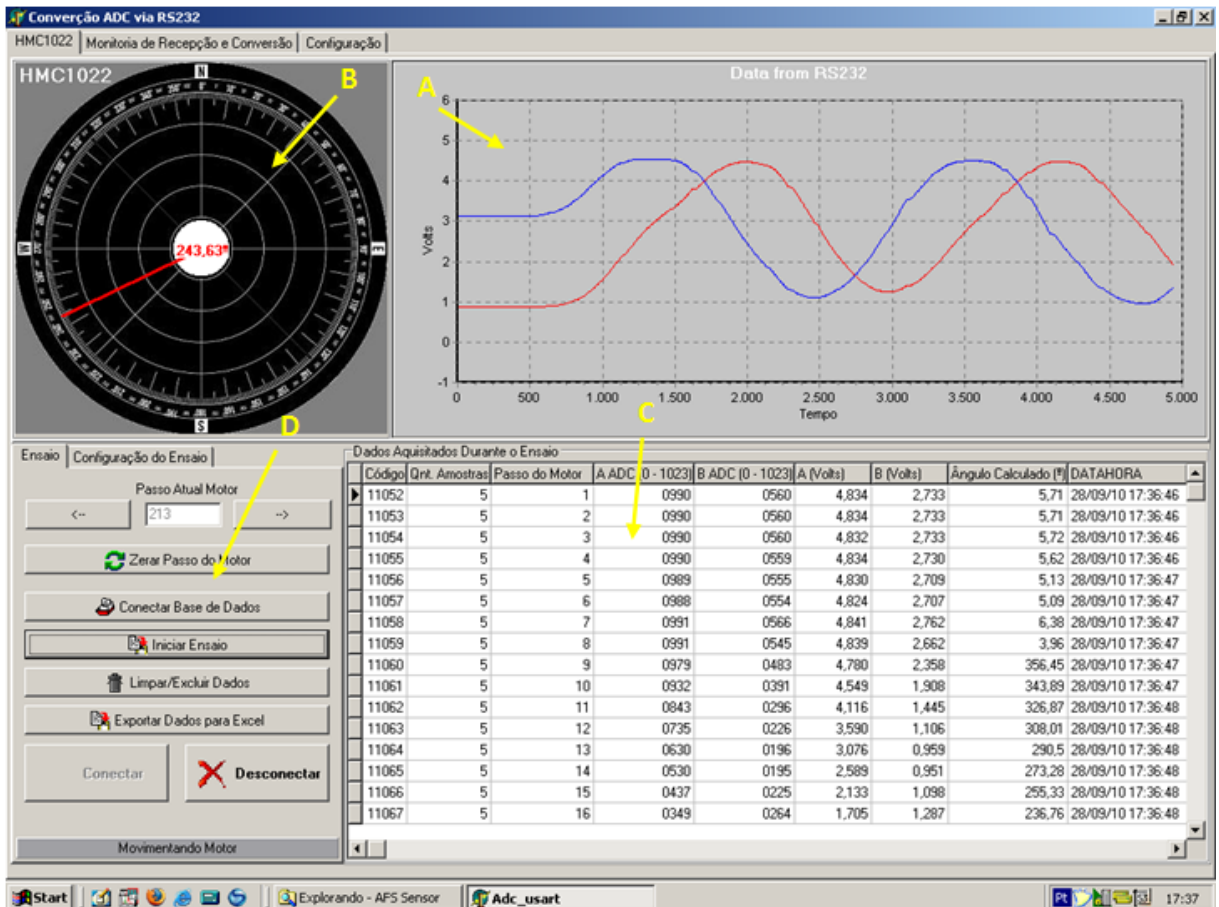 Converção ADC via RS232
HMC1022 Monitoria de Recepção e Conversão Configuração
HMC1022
N
B
E
S
243,63°
D
Data from RS232
A
6
5
4
3
2
1
0
-1
Volts
0 500 1.000 1.500 2.000 2.500 3.000 3.500 4.000 4.500 5.000
Tempo
C
Ensaio Configuração do Ensaio
Passo Atual Motor
<-- 213 -->
Zerar Passo do Motor
Conectar Base de Dados
Iniciar Ensaio
Limpar/Excluir Dados
Exportar Dados para Excel
Conectar Desconectar
Movimentando Motor
Dados Aquisitados Durante o Ensaio
Código Qnt. Amostras Passo do Motor A ADC (0 - 1023) B ADC (0 - 1023) A (Volts) B (Volts) Ângulo Calculado (°) DATAHORA
11052 5 1 0990 0560 4,834 2,733 5,71 28/09/10 17:36:46
11053 5 2 0990 0560 4,834 2,733 5,71 28/09/10 17:36:46
11054 5 3 0990 0560 4,832 2,733 5,72 28/09/10 17:36:46
11055 5 4 0990 0559 4,834 2,730 5,62 28/09/10 17:36:46
11056 5 5 0989 0555 4,830 2,709 5,13 28/09/10 17:36:47
11057 5 6 0988 0554 4,824 2,707 5,09 28/09/10 17:36:47
11058 5 7 0991 0566 4,841 2,762 6,38 28/09/10 17:36:47
11059 5 8 0991 0545 4,839 2,662 3,96 28/09/10 17:36:47
11060 5 9 0979 0483 4,780 2,358 356,45 28/09/10 17:36:47
11061 5 10 0932 0391 4,549 1,908 343,89 28/09/10 17:36:47
11062 5 11 0843 0296 4,116 1,445 326,87 28/09/10 17:36:48
11063 5 12 0735 0226 3,590 1,106 308,01 28/09/10 17:36:48
11064 5 13 0630 0196 3,076 0,959 290,5 28/09/10 17:36:48
11065 5 14 0530 0195 2,589 0,951 273,28 28/09/10 17:36:48
11066 5 15 0437 0225 2,133 1,098 255,33 28/09/10 17:36:48
11067 5 16 0349 0264 1,705 1,287 236,76 28/09/10 17:36:48
Start Explorando - AFS Sensor Adc_usart Pt 17:37